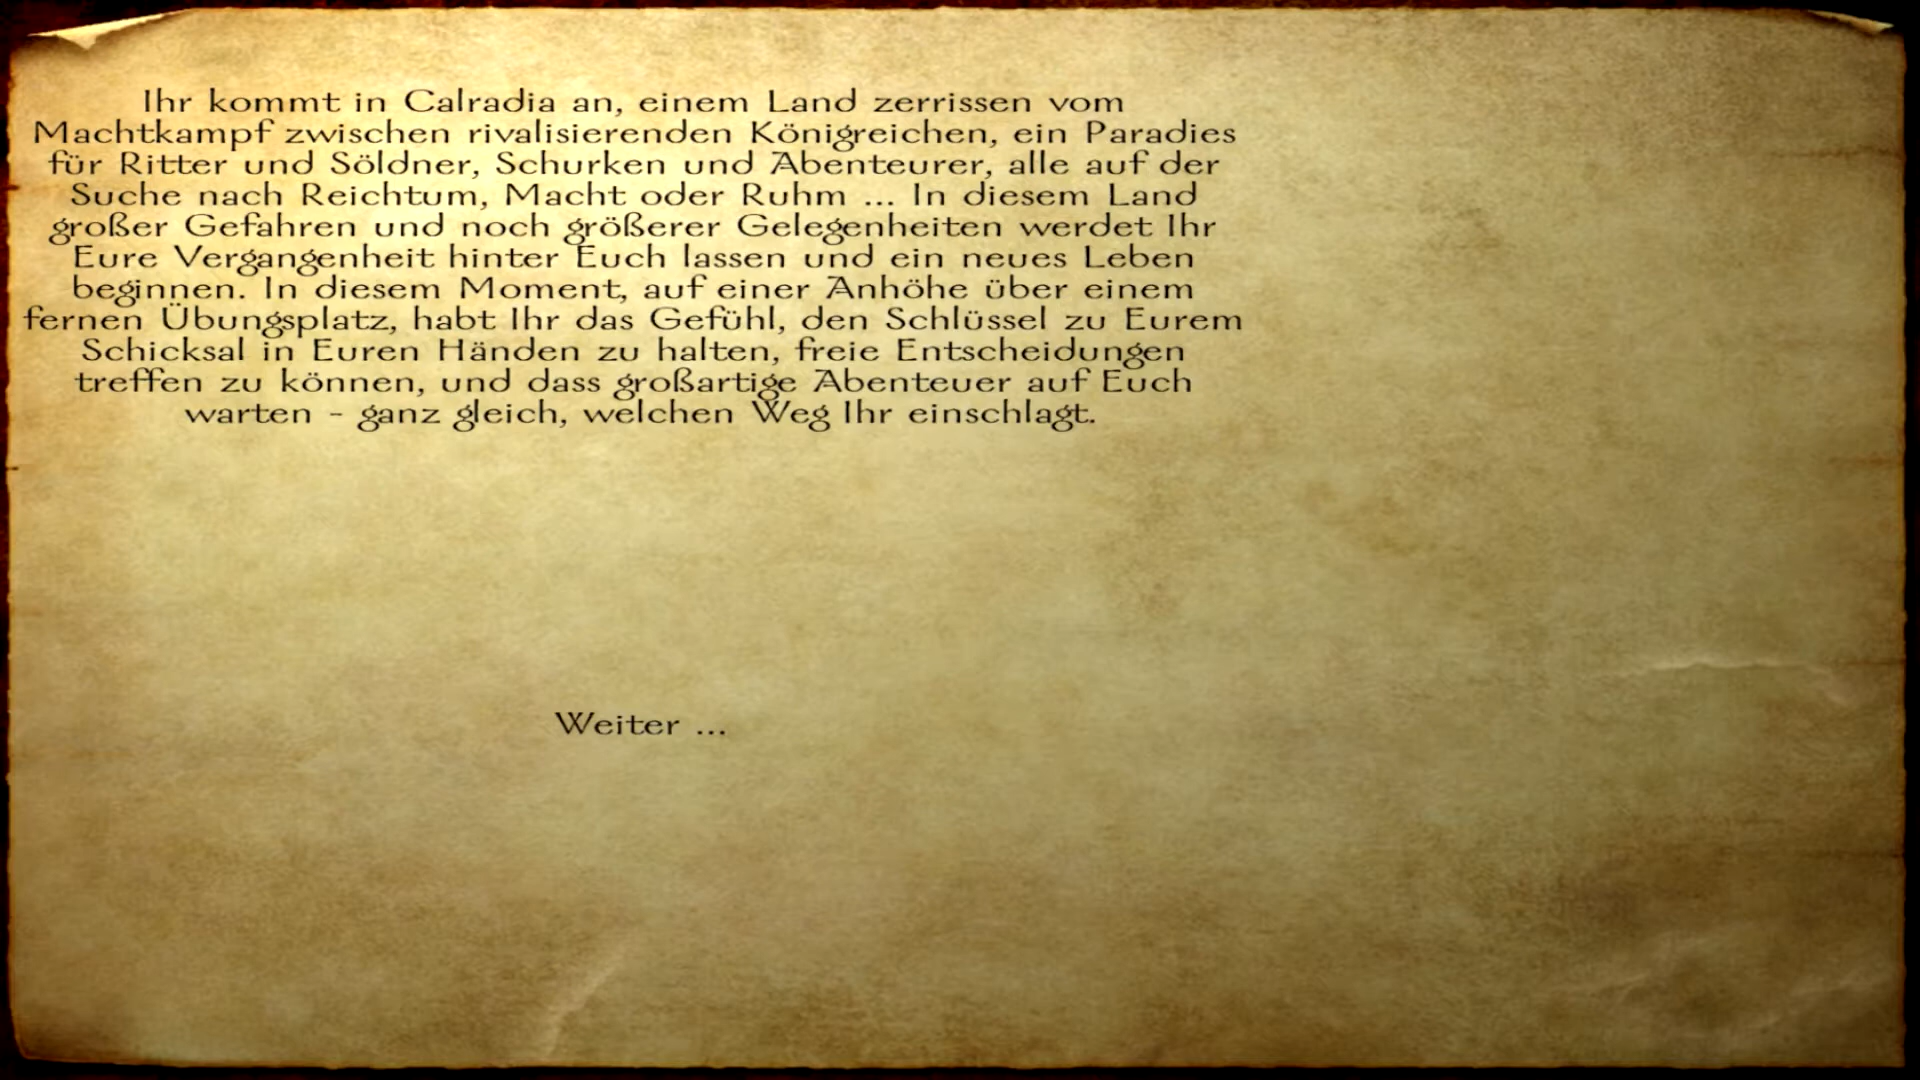 Ihr kommt in Calradia an, einem Land zerrissen vom
Machtkampf zwischen rivalisierenden Königreichen, ein Paradies
für Ritter und Söldner, Schurken und Abenteurer, alle auf der
Suche nach Reichtum, Macht oder Ruhm ... In diesem Land
großer Gefahren und noch größerer Gelegenheiten werdet Ihr
Eure Vergangenheit hinter Euch lassen und ein neues Leben
beginnen. In diesem Moment, auf einer Anhöhe über einem
fernen Übungsplatz, habt Ihr das Gefühl, den Schlüssel zu Eurem
Schicksal in Euren Händen zu halten, freie Entscheidungen
treffen zu können, und dass großartige Abenteuer auf Euch
warten - ganz gleich, welchen Weg Ihr einschlagt.
Weiter ...